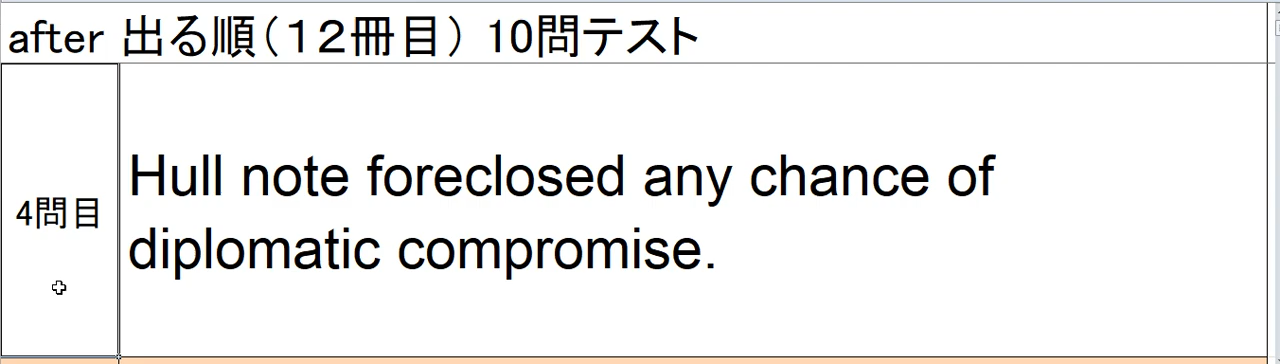 after 出る順（１２冊目） 10問テスト
4問目
Hull note foreclosed any chance of
diplomatic compromise.